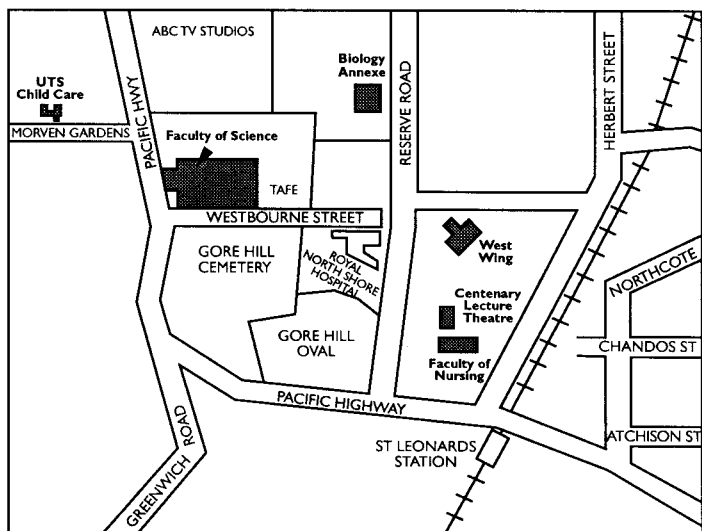 ABC TV STUDIOS
UTS
Child Care
MORVEN GARDENS
PACIFIC HWY
Biology
Annexe
RESERVE ROAD
HERBERT STREET
Faculty of Science
TAFE
WESTBOURNE STREET
GORE HILL
CEMETERY
ROYAL
NORTH SHORE
HOSPITAL
West
Wing
NORTHCOTE
Centenary
Lecture
Theatre
GORE HILL
OVAL
Faculty of
Nursing
CHANDOS ST
PACIFIC HIGHWAY
GREENWICH ROAD
ST LEONARDS
STATION
ATCHISON ST